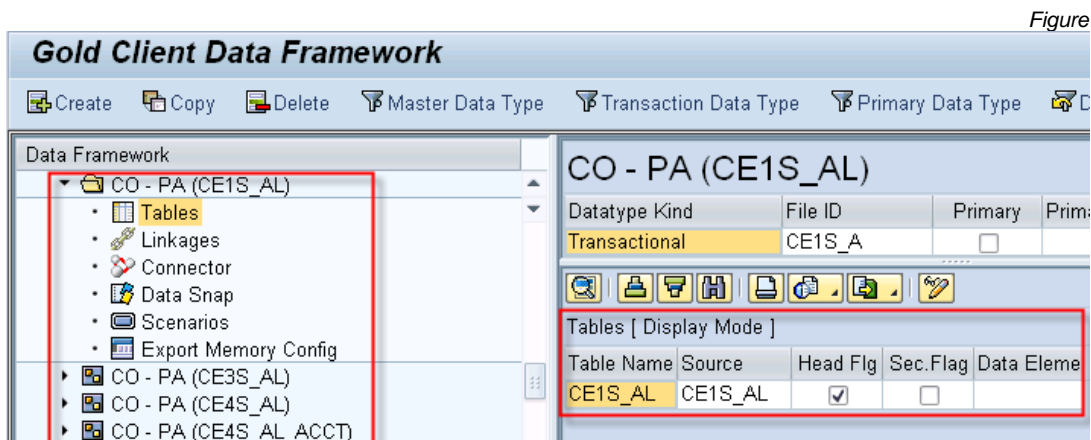 Figure
Gold Client Data Framework
Create Copy Delete Master Data Type Transaction Data Type Primary Data Type D
Data Framework
CO - PA (CE1S_AL)
Tables
Linkages
Connector
Data Snap
Scenarios
Export Memory Config
CO - PA (CE3S_AL)
CO - PA (CE4S_AL)
CO - PA (CE4S_AL_ACCT)
CO - PA (CE1S_AL)
Datatype Kind File ID Primary Prima
Transactional CE1S_A
Tables [ Display Mode ]
Table Name Source Head Flg Sec.Flag Data Eleme
CE1S_AL CE1S_AL